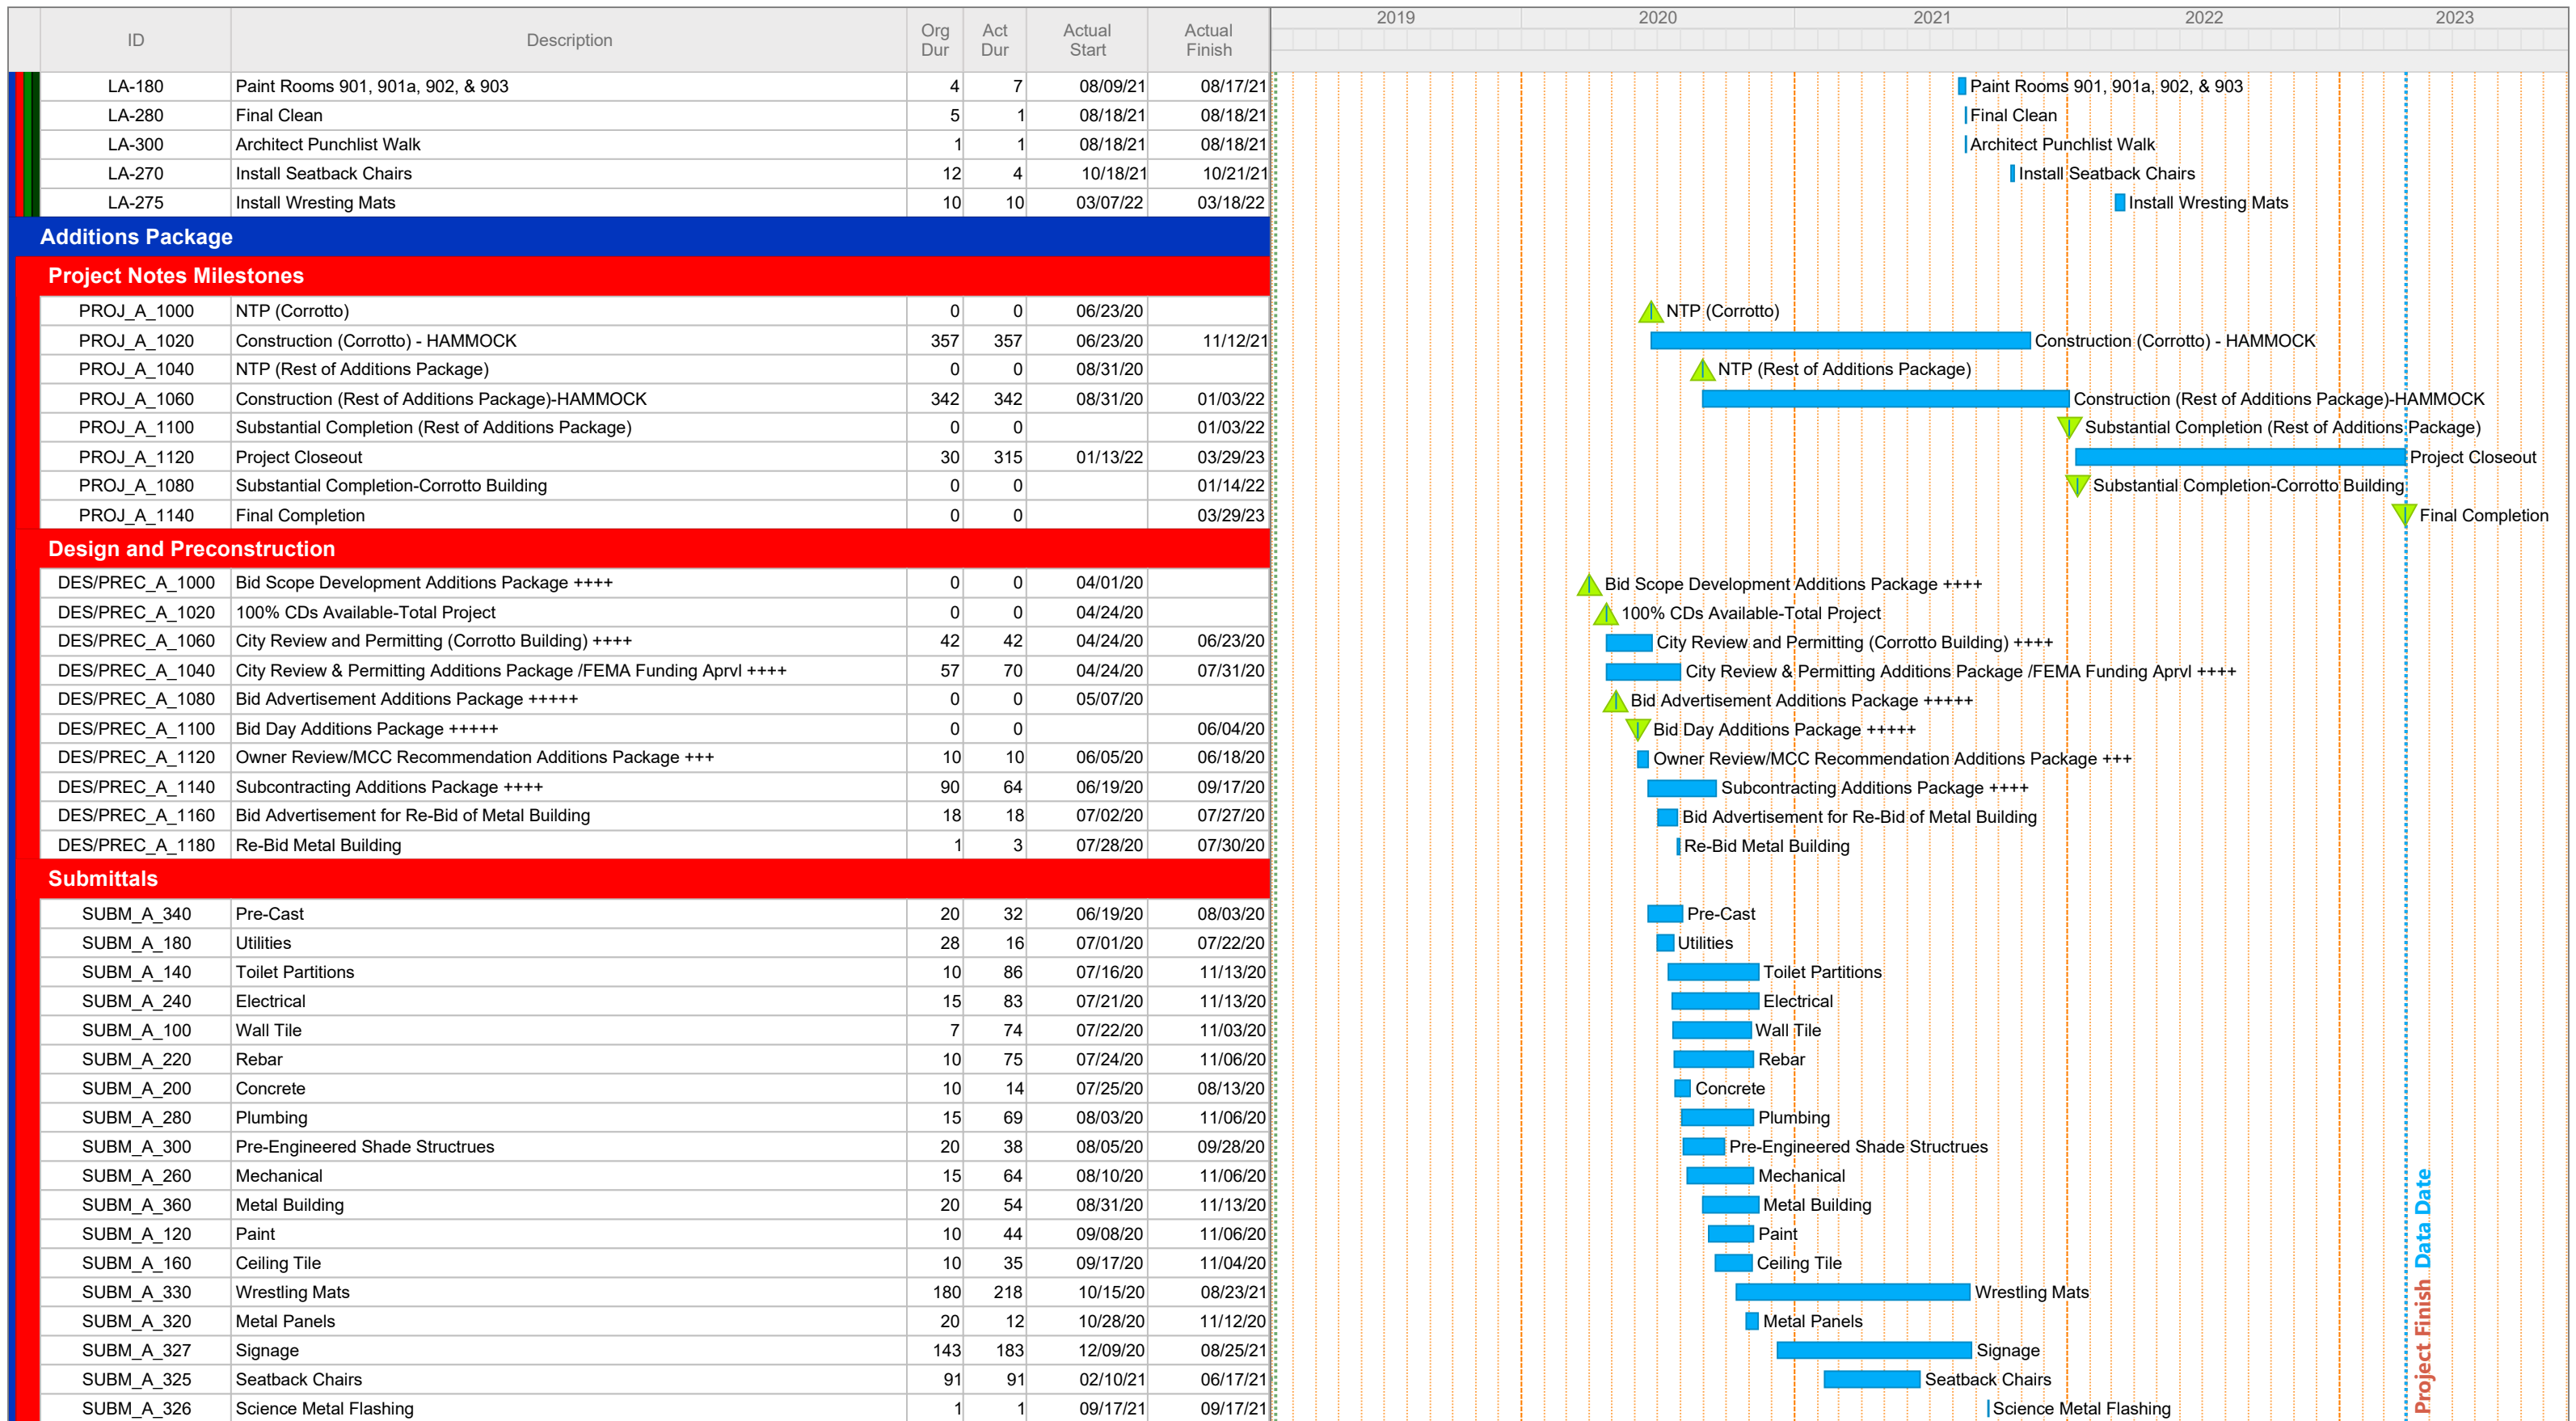 2019 2020 2021 2022 2023
ID Description Org Dur Act Dur Actual Start Actual Finish
LA-180 Paint Rooms 901, 901a, 902, & 903 4 7 08/09/21 08/17/21 Paint Rooms 901, 901a, 902, & 903
LA-280 Final Clean 5 1 08/18/21 08/18/21 Final Clean
LA-300 Architect Punchlist Walk 1 1 08/18/21 08/18/21 Architect Punchlist Walk
LA-270 Install Seatback Chairs 12 4 10/18/21 10/21/21 Install Seatback Chairs
LA-275 Install Wresting Mats 10 10 03/07/22 03/18/22 Install Wresting Mats
Additions Package
Project Notes Milestones
PROJ_A_1000 NTP (Corrotto) 0 0 06/23/20 NTP (Corrotto)
PROJ_A_1020 Construction (Corrotto) - HAMMOCK 357 357 06/23/20 11/12/21 Construction (Corrotto) - HAMMOCK
PROJ_A_1040 NTP (Rest of Additions Package) 0 0 08/31/20 NTP (Rest of Additions Package)
PROJ_A_1060 Construction (Rest of Additions Package)-HAMMOCK 342 342 08/31/20 01/03/22 Construction (Rest of Additions Package)-HAMMOCK
PROJ_A_1100 Substantial Completion (Rest of Additions Package) 0 0 01/03/22 Substantial Completion (Rest of Additions Package)
PROJ_A_1120 Project Closeout 30 315 01/13/22 03/29/23 Project Closeout
PROJ_A_1080 Substantial Completion-Corrotto Building 0 0 01/14/22 Substantial Completion-Corrotto Building
PROJ_A_1140 Final Completion 0 0 03/29/23 Final Completion
Design and Preconstruction
DES/PREC_A_1000 Bid Scope Development Additions Package ++++ 0 0 04/01/20 Bid Scope Development Additions Package ++++
DES/PREC_A_1020 100% CDs Available-Total Project 0 0 04/24/20 100% CDs Available-Total Project
DES/PREC_A_1060 City Review and Permitting (Corrotto Building) ++++ 42 42 04/24/20 06/23/20 City Review and Permitting (Corrotto Building) ++++
DES/PREC_A_1040 City Review & Permitting Additions Package /FEMA Funding Aprvl ++++ 57 70 04/24/20 07/31/20 City Review & Permitting Additions Package /FEMA Funding Aprvl ++++
DES/PREC_A_1080 Bid Advertisement Additions Package +++++ 0 0 05/07/20 Bid Advertisement Additions Package +++++
DES/PREC_A_1100 Bid Day Additions Package +++++ 0 0 06/04/20 Bid Day Additions Package +++++
DES/PREC_A_1120 Owner Review/MCC Recommendation Additions Package +++ 10 10 06/05/20 06/18/20 Owner Review/MCC Recommendation Additions Package +++
DES/PREC_A_1140 Subcontracting Additions Package ++++ 90 64 06/19/20 09/17/20 Subcontracting Additions Package ++++
DES/PREC_A_1160 Bid Advertisement for Re-Bid of Metal Building 18 18 07/02/20 07/27/20 Bid Advertisement for Re-Bid of Metal Building
DES/PREC_A_1180 Re-Bid Metal Building 1 3 07/28/20 07/30/20 Re-Bid Metal Building
Submittals
SUBM_A_340 Pre-Cast 20 32 06/19/20 08/03/20 Pre-Cast
SUBM_A_180 Utilities 28 16 07/01/20 07/22/20 Utilities
SUBM_A_140 Toilet Partitions 10 86 07/16/20 11/13/20 Toilet Partitions
SUBM_A_240 Electrical 15 83 07/21/20 11/13/20 Electrical
SUBM_A_100 Wall Tile 7 74 07/22/20 11/03/20 Wall Tile
SUBM_A_220 Rebar 10 75 07/24/20 11/06/20 Rebar
SUBM_A_200 Concrete 10 14 07/25/20 08/13/20 Concrete
SUBM_A_280 Plumbing 15 69 08/03/20 11/06/20 Plumbing
SUBM_A_300 Pre-Engineered Shade Structrues 20 38 08/05/20 09/28/20 Pre-Engineered Shade Structrues
SUBM_A_260 Mechanical 15 64 08/10/20 11/06/20 Mechanical
SUBM_A_360 Metal Building 20 54 08/31/20 11/13/20 Metal Building
SUBM_A_120 Paint 10 44 09/08/20 11/06/20 Paint
SUBM_A_160 Ceiling Tile 10 35 09/17/20 11/04/20 Ceiling Tile
SUBM_A_330 Wrestling Mats 180 218 10/15/20 08/23/21 Wrestling Mats
SUBM_A_320 Metal Panels 20 12 10/28/20 11/12/20 Metal Panels
SUBM_A_327 Signage 143 183 12/09/20 08/25/21 Signage
SUBM_A_325 Seatback Chairs 91 91 02/10/21 06/17/21 Seatback Chairs
SUBM_A_326 Science Metal Flashing 1 1 09/17/21 09/17/21 Science Metal Flashing
Project Finish Data Date